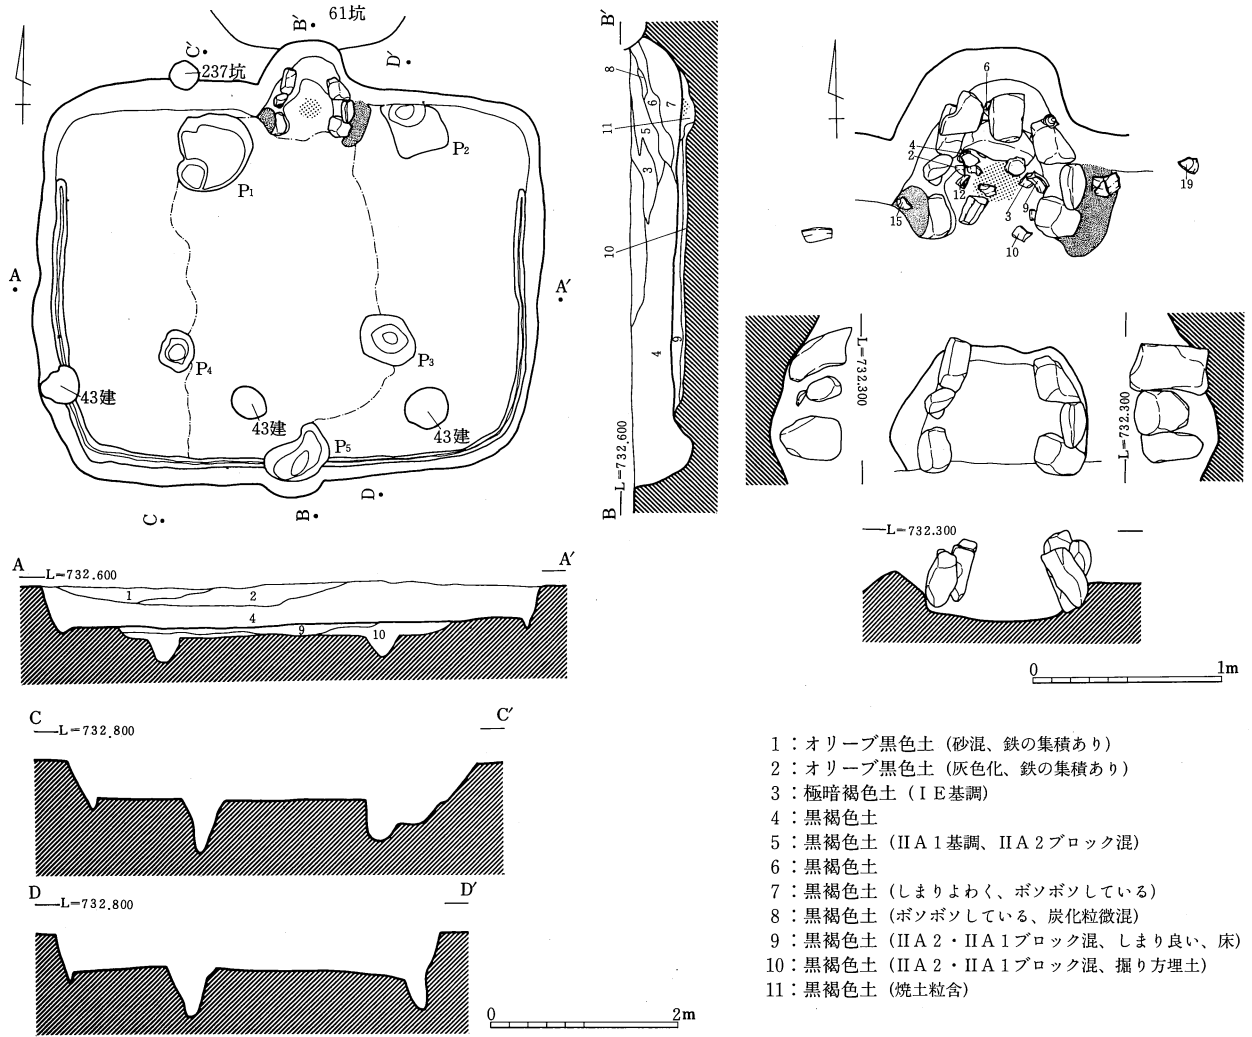 61坑
B′
C′
D′
237坑
P₁
P₂
A
A′
P₄
P₃
43建
43建
43建
P₅
D
C
B
B′
8
6
7
11
5
3
10
4
9
B
L=732.600
6
4
2
12
15
3
9
10
19
L=732.300
L=732.300
L=732.300
0
1m
A
L=732.600
A′
1
2
4
9
10
C
L=732.800
C′
D
L=732.800
D′
0
2m
1：オリーブ黒色土（砂混、鉄の集積あり）
2：オリーブ黒色土（灰色化、鉄の集積あり）
3：極暗褐色土（ⅠE基調）
4：黒褐色土
5：黒褐色土（ⅡA1基調、ⅡA2ブロック混）
6：黒褐色土
7：黒褐色土（しまりよわく、ボソボソしている）
8：黒褐色土（ボソボソしている、炭化粒微混）
9：黒褐色土（ⅡA2・ⅡA1ブロック混、しまり良い、床）
10：黒褐色土（ⅡA2・ⅡA1ブロック混、掘り方埋土）
11：黒褐色土（焼土粒含）